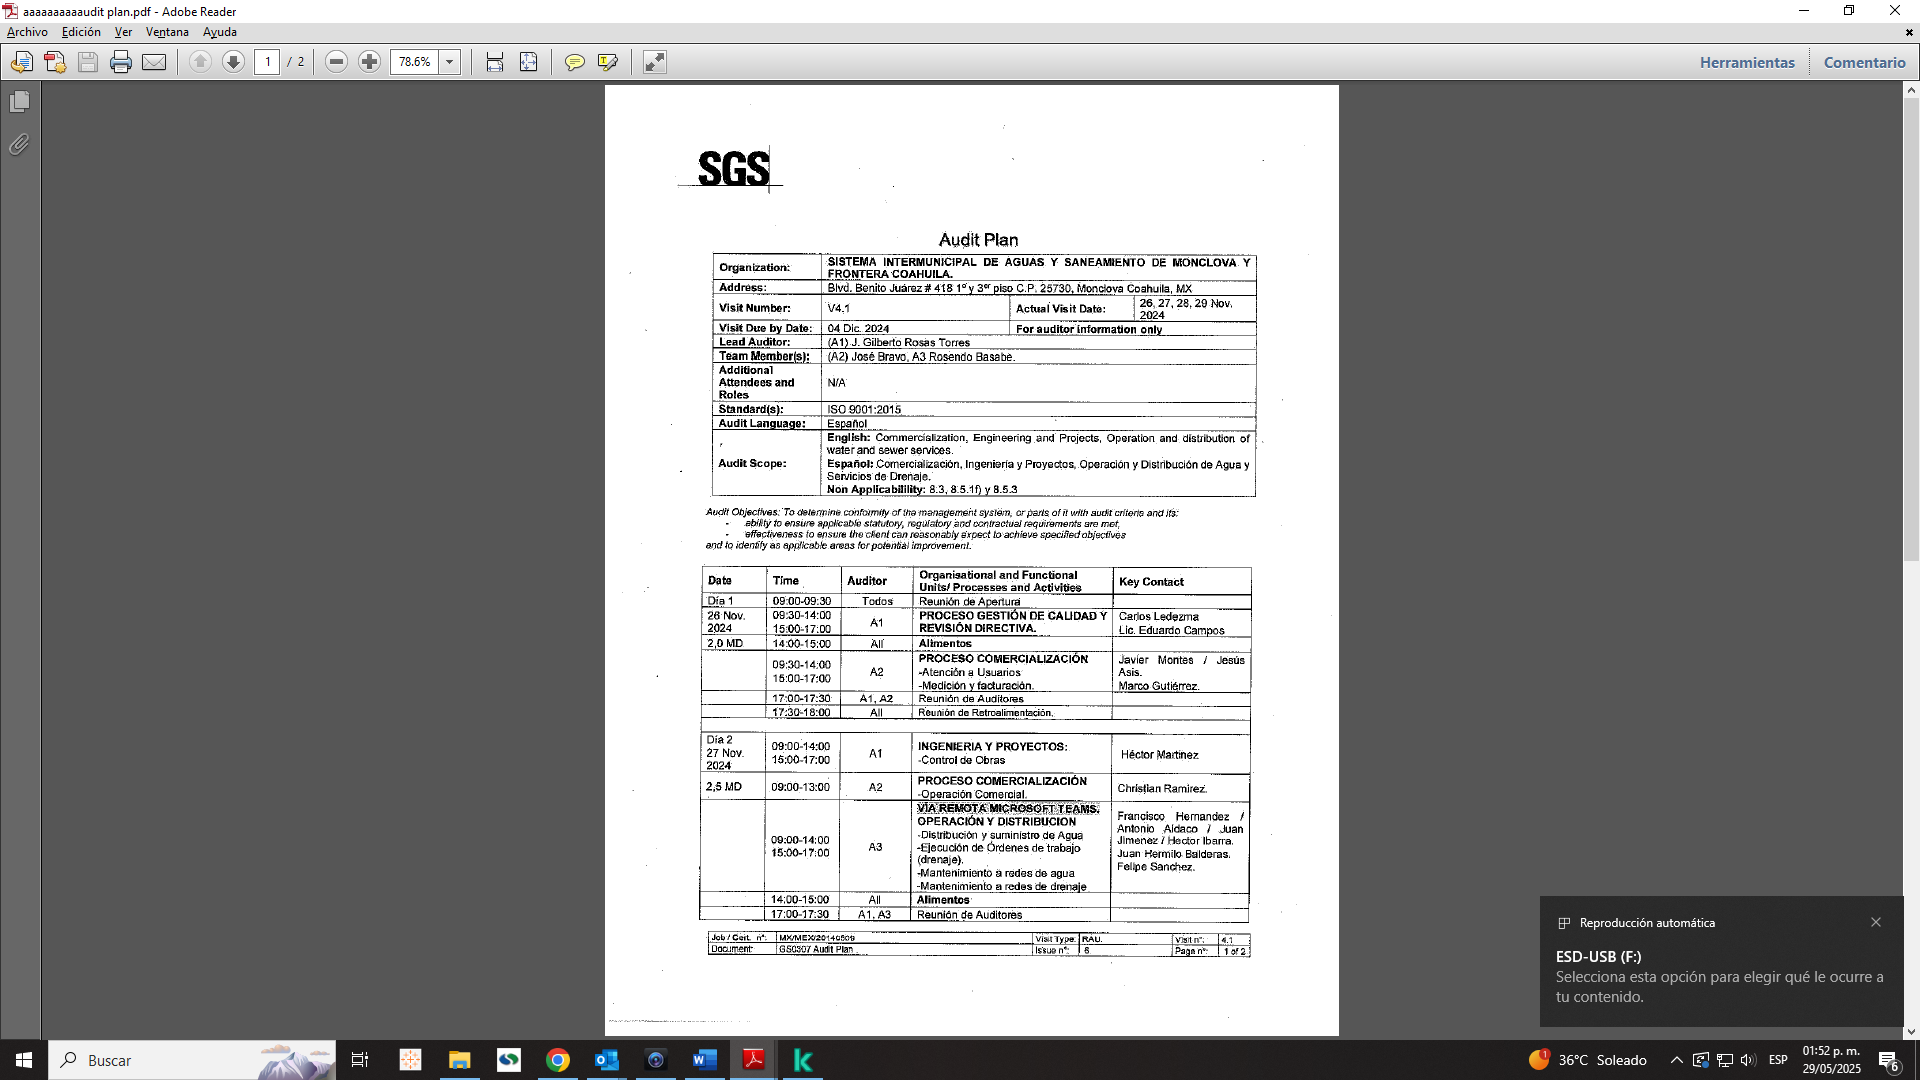 aaaaaaaaaaudit plan.pdf - Adobe Reader
Archivo Edición Ver Ventana Ayuda
1 / 2 78.6% Herramientas Comentario
SGS
Audit Plan
Organization: SISTEMA INTERMUNICIPAL DE AGUAS Y SANEAMIENTO DE MONCLOVA Y
FRONTERA COAHUILA.
Address: Blvd. Benito Juárez # 418 1º y 3er piso C.P. 25730, Monclova Coahuila, MX
Visit Number: V4.1 Actual Visit Date: 26, 27, 28, 29 Nov.
2024
Visit Due by Date: 04 Dic. 2024 For auditor information only
Lead Auditor: (A1) J. Gilberto Rosas Torres
Team Member(s): (A2) José Bravo, A3 Rosendo Basabe.
Additional
Attendees and
Roles
N/A
Standard(s): ISO 9001:2015
Audit Language: Español
Audit Scope:
English: Commercialization, Engineering and Projects, Operation and distribution of
water and sewer services.
Español: Comercialización, Ingeniería y Proyectos, Operación y Distribución de Agua y
Servicios de Drenaje.
Non Applicabilility: 8.3, 8.5.1f) y 8.5.3
Audit Objectives: To determine conformity of the management system, or parts of it with audit criteria and its:
- ability to ensure applicable statutory, regulatory and contractual requirements are met,
- effectiveness to ensure the client can reasonably expect to achieve specified objectives
and to identify as applicable areas for potential improvement.
Date Time Auditor Organisational and Functional
Units/ Processes and Activities
Key Contact
Día 1 09:00-09:30 Todos Reunión de Apertura
26 Nov.
2024
09:30-14:00
15:00-17:00
A1
PROCESO GESTIÓN DE CALIDAD Y
REVISIÓN DIRECTIVA.
Carlos Ledezma
Lic. Eduardo Campos
2,0 MD 14:00-15:00 All Alimentos
09:30-14:00
15:00-17:00
A2
PROCESO COMERCIALIZACIÓN
-Atención a Usuarios
-Medición y facturación.
Javier Montes / Jesús
Asis.
Marco Gutiérrez.
17:00-17:30 A1, A2 Reunión de Auditores
17:30-18:00 All Reunión de Retroalimentación.
Día 2
27 Nov.
2024
09:00-14:00
15:00-17:00
A1
INGENIERIA Y PROYECTOS:
-Control de Obras
Héctor Martínez
2,5 MD 09:00-13:00 A2
PROCESO COMERCIALIZACIÓN
-Operación Comercial.
Christian Ramirez.
09:00-14:00
15:00-17:00
A3
VÍA REMOTA MICROSOFT TEAMS.
OPERACIÓN Y DISTRIBUCION
-Distribución y suministro de Agua
-Ejecución de Órdenes de trabajo
(drenaje).
-Mantenimiento a redes de agua
-Mantenimiento a redes de drenaje
Francisco Hernandez /
Antonio Aldaco / Juan
Jimenez / Hector Ibarra.
Juan Hermilo Balderas.
Felipe Sanchez.
14:00-15:00 All Alimentos
17:00-17:30 A1, A3 Reunión de Auditores
Job / Cert. nº: MX/MEX/20140509 Visit Type: RAU. Visit nº: 4.1
Document: GS0307 Audit Plan Issue nº: 6 Page nº: 1 of 2
Reproducción automática
ESD-USB (F:)
Selecciona esta opción para elegir qué le ocurre a
tu contenido.
Buscar
36°C Soleado
ESP
01:52 p. m.
29/05/2025
6